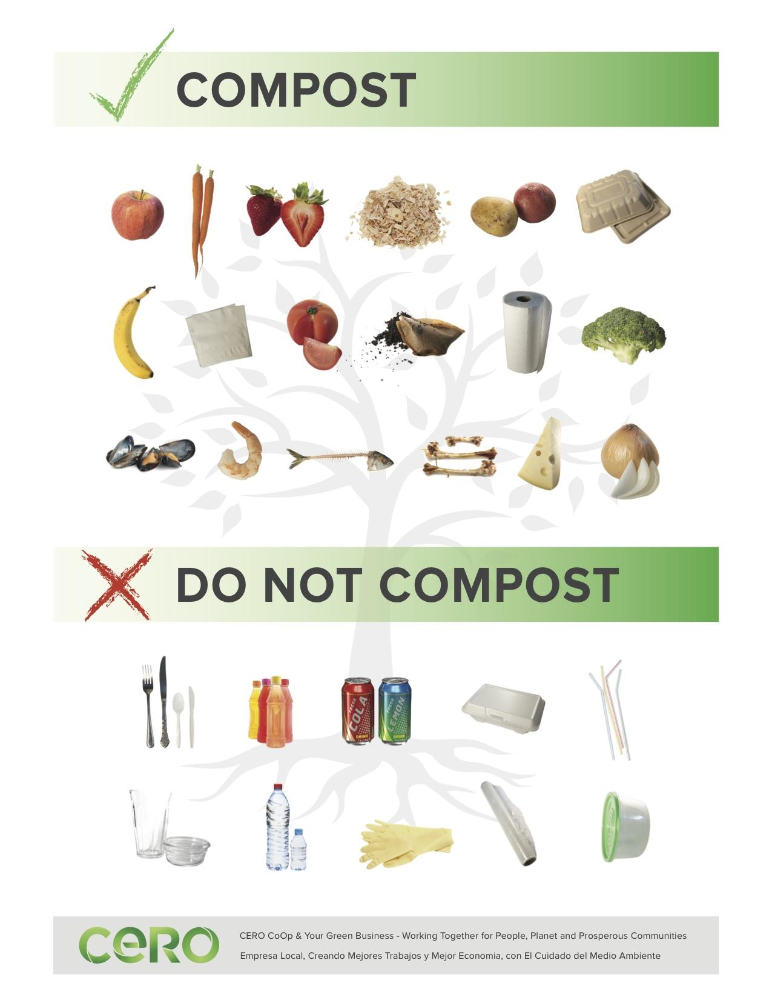 COMPOST
DO NOT COMPOST
FRESH
COLA
DRINK
FRESH
LEMON
DRINK
CERO
CERO CoOp & Your Green Business - Working Together for People, Planet and Prosperous Communities
Empresa Local, Creando Mejores Trabajos y Mejor Economia, con El Cuidado del Medio Ambiente